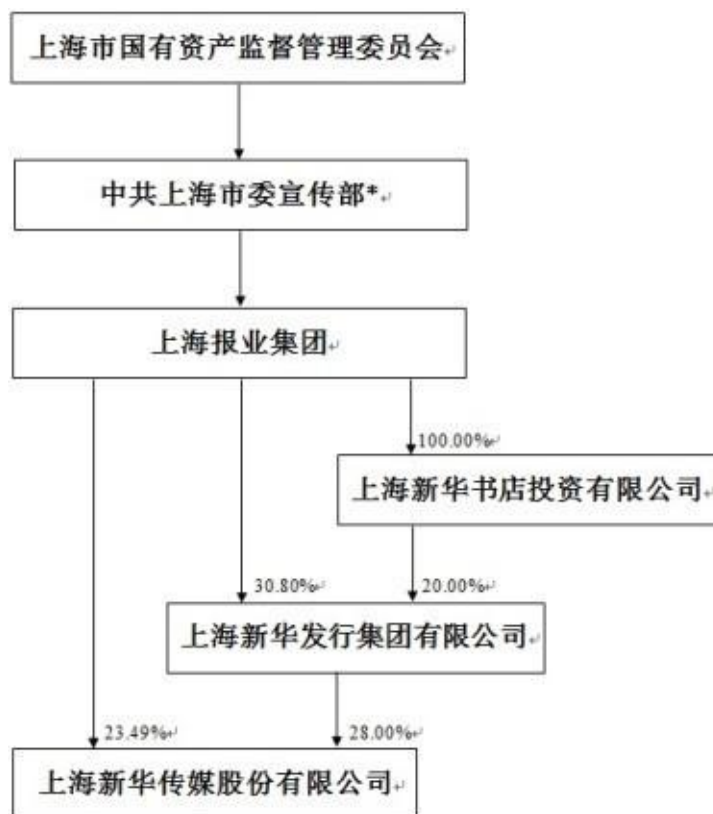 上海市国有资产监督管理委员会↵
中共上海市委宣传部*↵
上海报业集团↵
100.00%↵
上海新华书店投资有限公司↵
30.80%↵
20.00%↵
上海新华发行集团有限公司↵
23.49%↵
28.00%↵
上海新华传媒股份有限公司↵